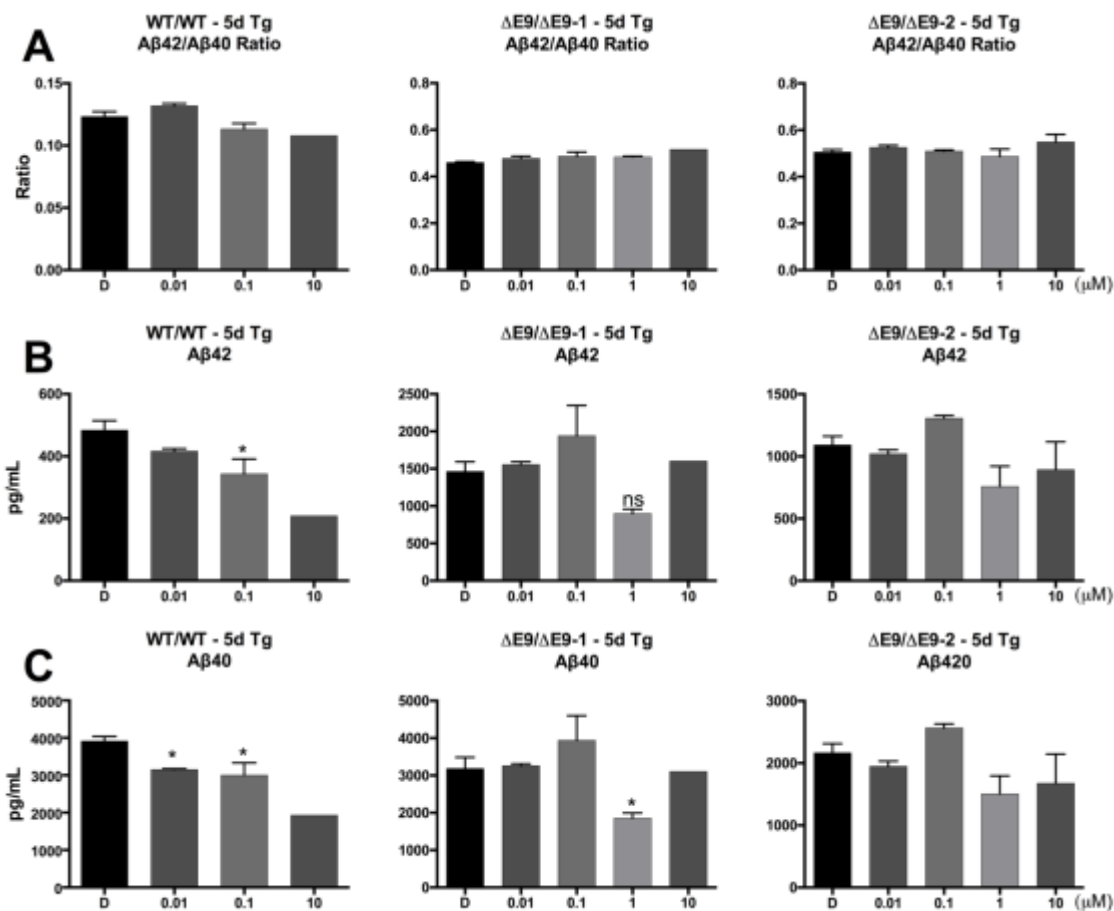 A
WT/WT - 5d Tg
Aβ42/Aβ40 Ratio
Ratio
0.15
0.10
0.05
0.00
D 0.01 0.1 10
ΔE9/ΔE9-1 - 5d Tg
Aβ42/Aβ40 Ratio
0.8
0.6
0.4
0.2
0.0
D 0.01 0.1 1 10
ΔE9/ΔE9-2 - 5d Tg
Aβ42/Aβ40 Ratio
0.8
0.6
0.4
0.2
0.0
D 0.01 0.1 1 10 (μM)
B
WT/WT - 5d Tg
Aβ42
pg/mL
600
400
200
0
*
D 0.01 0.1 10
ΔE9/ΔE9-1 - 5d Tg
Aβ42
2500
2000
1500
1000
500
0
ns
D 0.01 0.1 1 10
ΔE9/ΔE9-2 - 5d Tg
Aβ42
1500
1000
500
0
D 0.01 0.1 1 10 (μM)
C
WT/WT - 5d Tg
Aβ40
pg/mL
5000
4000
3000
2000
1000
0
* *
D 0.01 0.1 10
ΔE9/ΔE9-1 - 5d Tg
Aβ40
5000
4000
3000
2000
1000
0
*
D 0.01 0.1 1 10
ΔE9/ΔE9-2 - 5d Tg
Aβ420
3000
2000
1000
0
D 0.01 0.1 1 10 (μM)